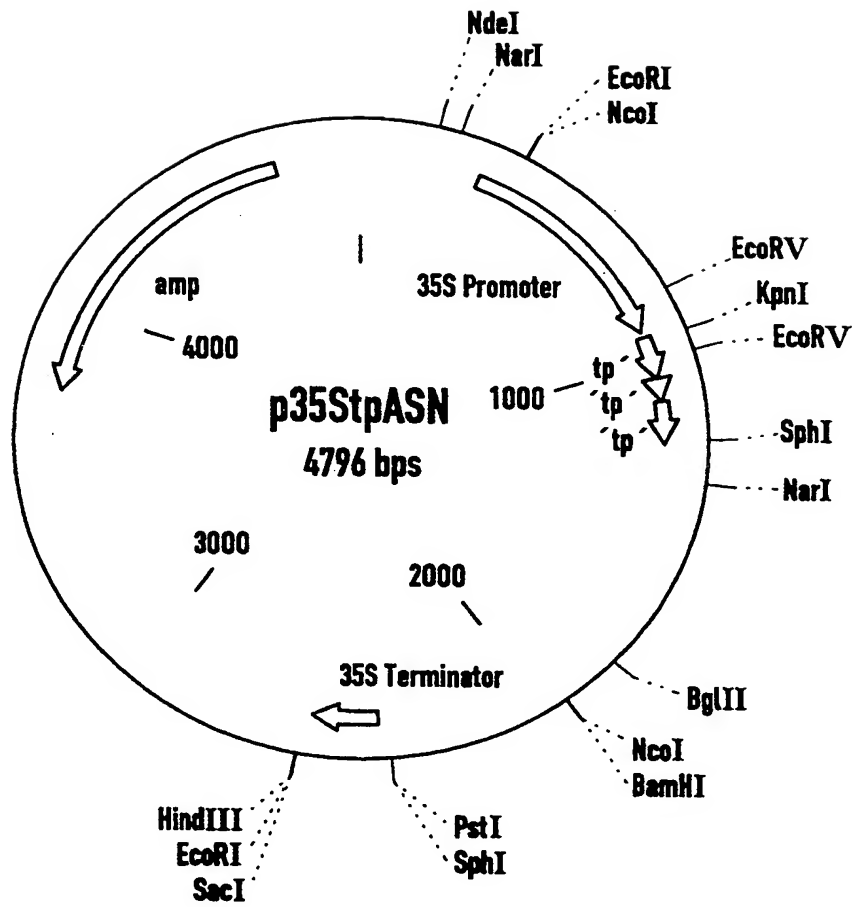 NdeI
NarI
EcoRI
NcoI
EcoRV
KpnI
EcoRV
amp
35S Promoter
4000
p35StpASN
4796 bps
1000
tp
tp
tp
SphI
NarI
3000
2000
35S Terminator
BglII
NcoI
BamHI
HindIII
EcoRI
SacI
PstI
SphI